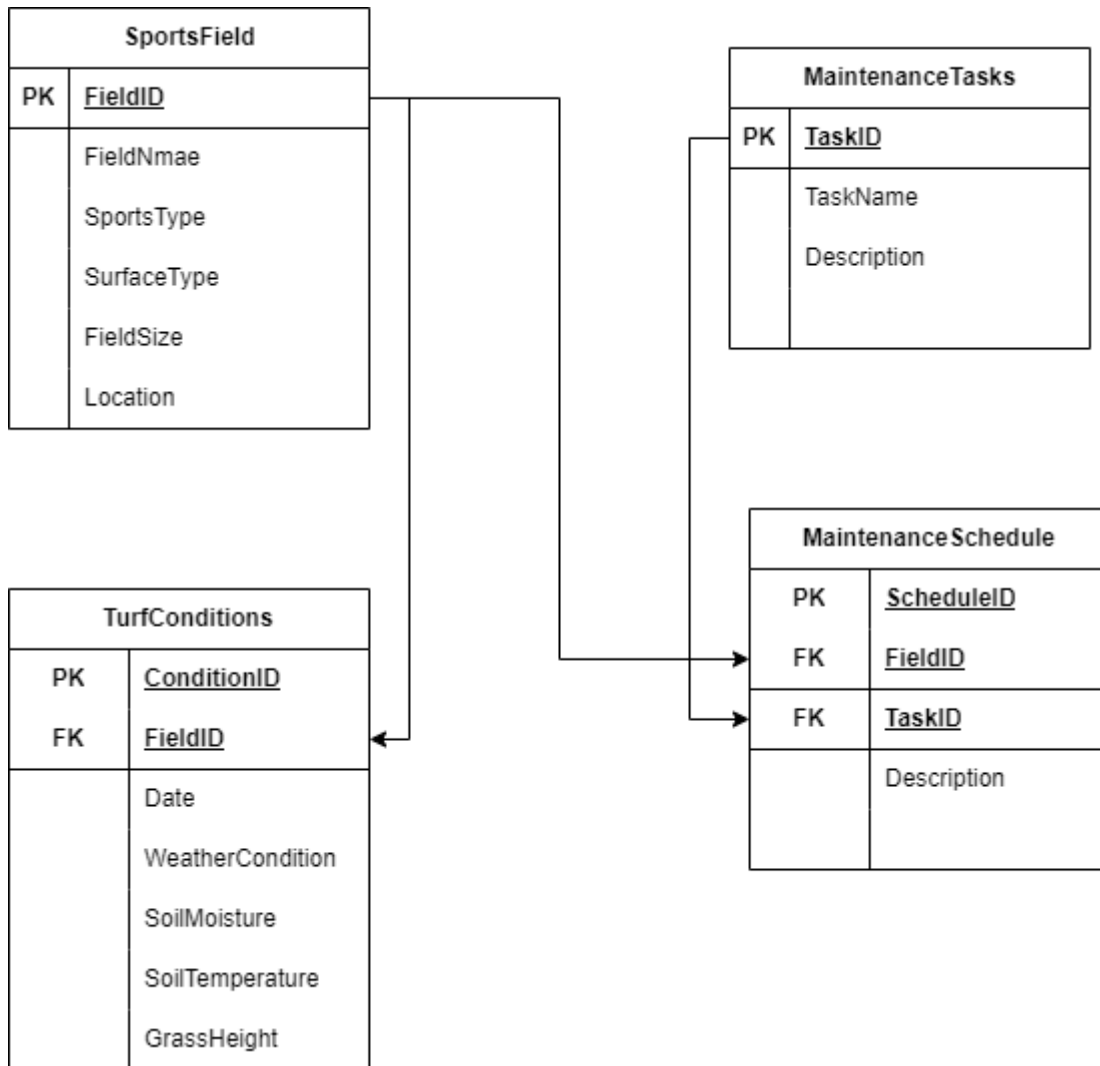 SportsField
PK FieldID
FieldNmae
SportsType
SurfaceType
FieldSize
Location
MaintenanceTasks
PK TaskID
TaskName
Description
TurfConditions
PK ConditionID
FK FieldID
Date
WeatherCondition
SoilMoisture
SoilTemperature
GrassHeight
MaintenanceSchedule
PK ScheduleID
FK FieldID
FK TaskID
Description